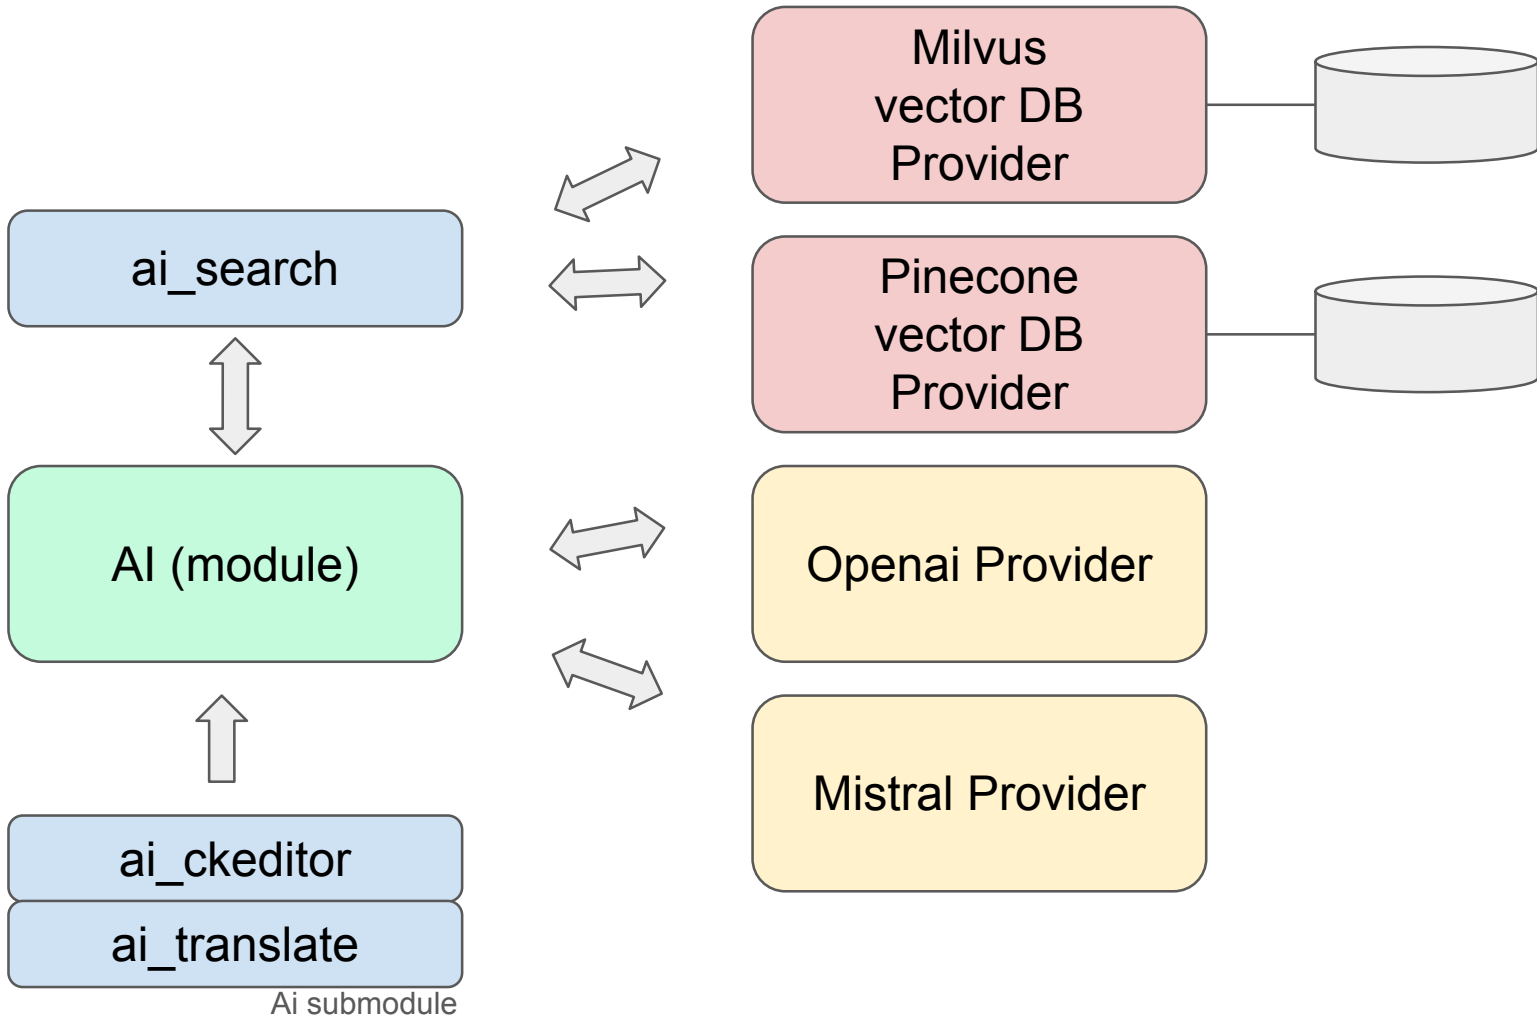 Milvus
vector DB
Provider
ai_search
Pinecone
vector DB
Provider
AI (module)
Openai Provider
Mistral Provider
ai_ckeditor
ai_translate
Ai submodule